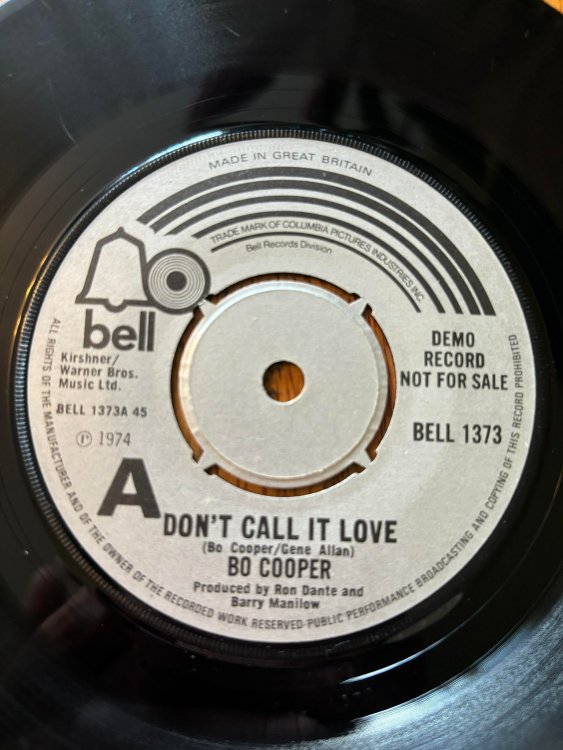 MADE IN GREAT BRITAIN
TRADE MARK OF COLUMBIA PICTURES INDUSTRIES INC.
Bell Records Division
bell
Kirshner/
Warner Bros.
Music Ltd.
BELL 1373A 45
℗ 1974
DEMO
RECORD
NOT FOR SALE
BELL 1373
A
DON'T CALL IT LOVE
(Bo Cooper/Gene Allan)
BO COOPER
Produced by Ron Dante and
Barry Manilow
ALL RIGHTS OF THE MANUFACTURER AND OF THE OWNER OF THE RECORDED WORK RESERVED·PUBLIC PERFORMANCE BROADCASTING AND COPYING OF THIS RECORD PROHIBITED